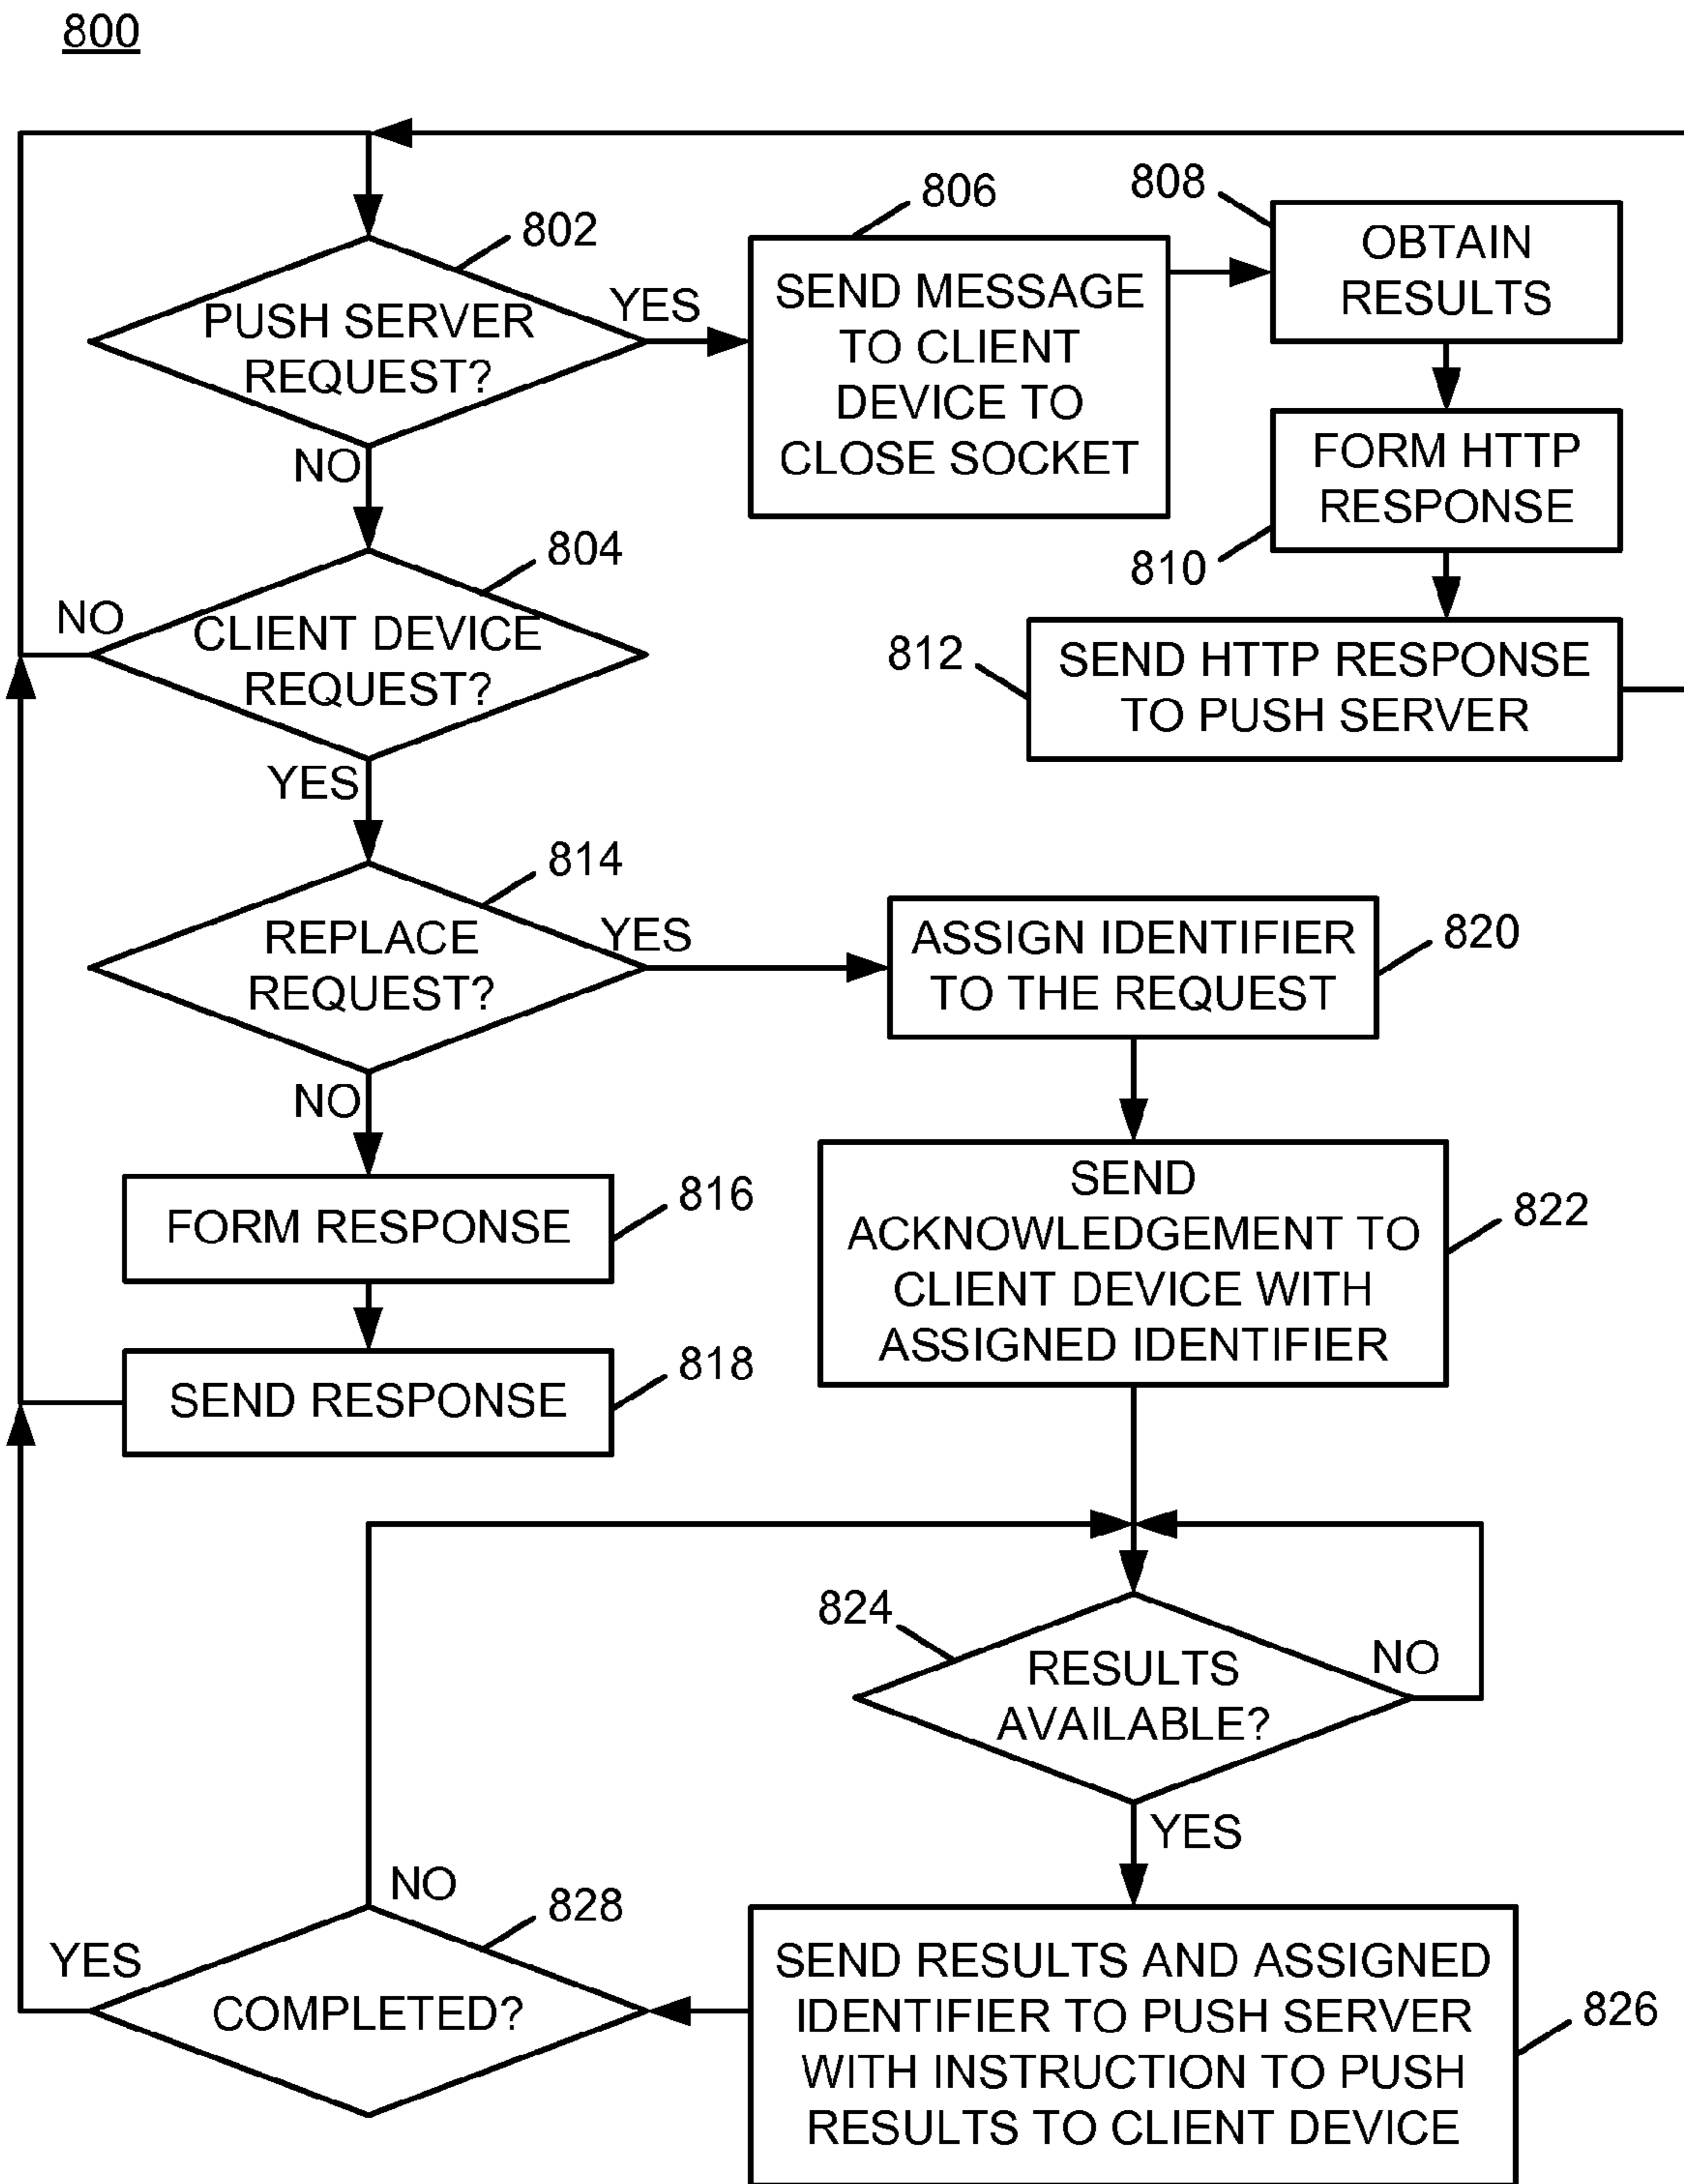 800
802
PUSH SERVER
REQUEST?
YES
NO
806
SEND MESSAGE
TO CLIENT
DEVICE TO
CLOSE SOCKET
808
OBTAIN
RESULTS
FORM HTTP
RESPONSE
810
812
SEND HTTP RESPONSE
TO PUSH SERVER
804
NO
CLIENT DEVICE
REQUEST?
YES
814
REPLACE
REQUEST?
YES
NO
ASSIGN IDENTIFIER
TO THE REQUEST
820
FORM RESPONSE
816
SEND RESPONSE
818
SEND
ACKNOWLEDGEMENT TO
CLIENT DEVICE WITH
ASSIGNED IDENTIFIER
822
824
RESULTS
AVAILABLE?
NO
YES
SEND RESULTS AND ASSIGNED
IDENTIFIER TO PUSH SERVER
WITH INSTRUCTION TO PUSH
RESULTS TO CLIENT DEVICE
826
NO
828
YES
COMPLETED?